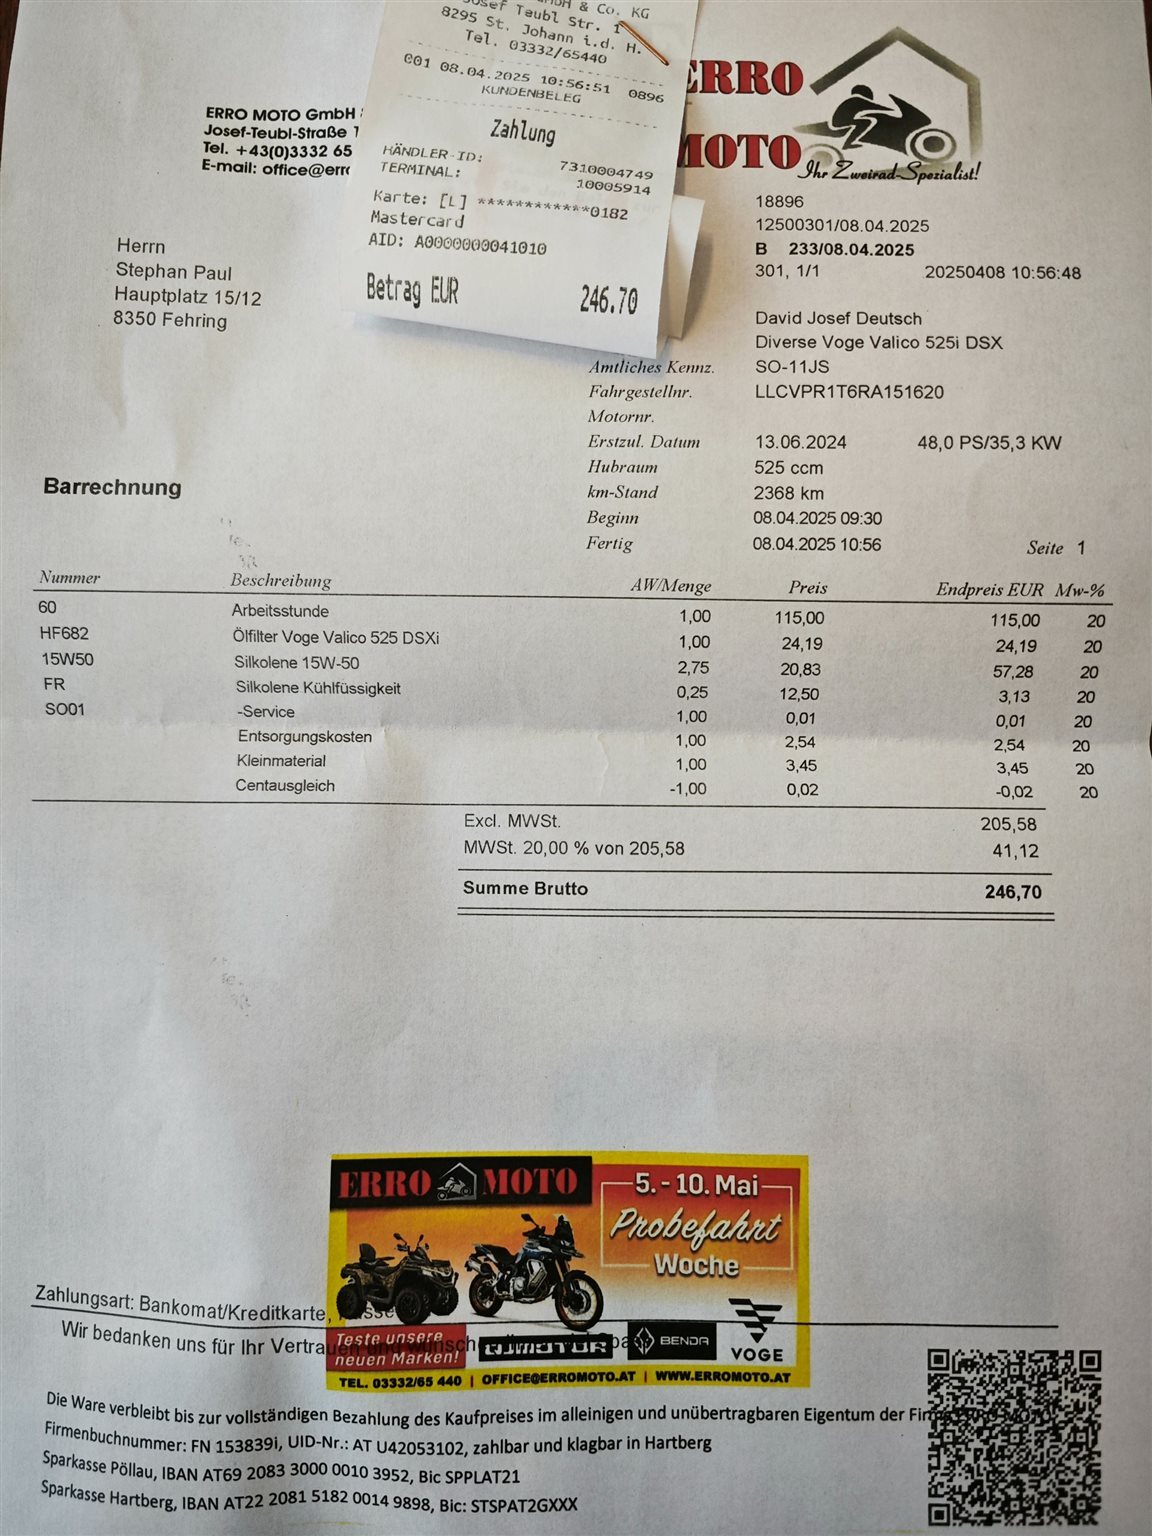 GmbH & Co. KG
Josef Teubl Str. 1
8295 St. Johann i.d. H.
Tel. 03332/65440
001 08.04.2025 10:56:51 0896
KUNDENBELEG
Zahlung
HÄNDLER-ID: 7310004749
TERMINAL: 10005914
Karte: [L] ************0182
Mastercard
AID: A0000000041010
Betrag EUR 246.70
ERRO
MOTO
Ihr Zweirad-Spezialist!
ERRO MOTO GmbH
Josef-Teubl-Straße 1
Tel. +43(0)3332 65
E-mail: office@erro
Herrn
Stephan Paul
Hauptplatz 15/12
8350 Fehring
18896
12500301/08.04.2025
B 233/08.04.2025
301, 1/1 20250408 10:56:48
David Josef Deutsch
Diverse Voge Valico 525i DSX
Amtliches Kennz. SO-11JS
Fahrgestellnr. LLCVPR1T6RA151620
Motornr.
Erstzul. Datum 13.06.2024 48,0 PS/35,3 KW
Hubraum 525 ccm
km-Stand 2368 km
Beginn 08.04.2025 09:30
Fertig 08.04.2025 10:56
Barrechnung
Seite 1
Nummer Beschreibung AW/Menge Preis Endpreis EUR Mw-%
60 Arbeitsstunde 1,00 115,00 115,00 20
HF682 Ölfilter Voge Valico 525 DSXi 1,00 24,19 24,19 20
15W50 Silkolene 15W-50 2,75 20,83 57,28 20
FR Silkolene Kühlfüssigkeit 0,25 12,50 3,13 20
SO01 -Service 1,00 0,01 0,01 20
Entsorgungskosten 1,00 2,54 2,54 20
Kleinmaterial 1,00 3,45 3,45 20
Centausgleich -1,00 0,02 -0,02 20
Excl. MWSt. 205,58
MWSt. 20,00 % von 205,58 41,12
Summe Brutto 246,70
ERRO MOTO
5. - 10. Mai
Probefahrt
Woche
Teste unsere
neuen Marken!
QJMOTOR
BENDA
VOGE
TEL. 03332/65 440 | OFFICE@ERROMOTO.AT | WWW.ERROMOTO.AT
Zahlungsart: Bankomat/Kreditkarte,
Wir bedanken uns für Ihr Vertrauen und
Die Ware verbleibt bis zur vollständigen Bezahlung des Kaufpreises im alleinigen und unübertragbaren Eigentum der Firma ERRO MOTO
Firmenbuchnummer: FN 153839i, UID-Nr.: AT U42053102, zahlbar und klagbar in Hartberg
Sparkasse Pöllau, IBAN AT69 2083 3000 0010 3952, Bic SPPLAT21
Sparkasse Hartberg, IBAN AT22 2081 5182 0014 9898, Bic: STSPAT2GXXX